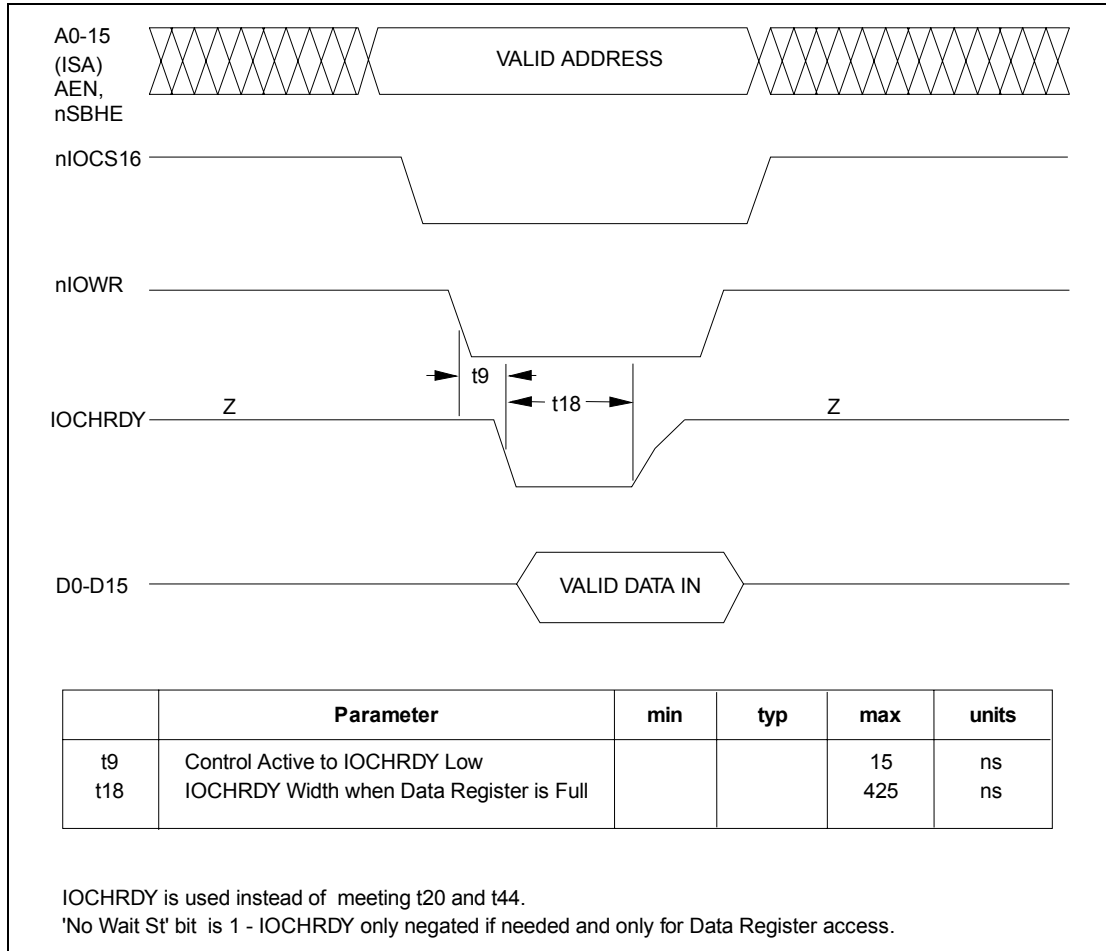 A0-15
(ISA)
AEN,
nSBHE
VALID ADDRESS
nIOCS16
nIOWR
t9
t18
IOCHRDY
Z
Z
D0-D15
VALID DATA IN
Parameter min typ max units
t9 Control Active to IOCHRDY Low 15 ns
t18 IOCHRDY Width when Data Register is Full 425 ns
IOCHRDY is used instead of meeting t20 and t44.
'No Wait St' bit is 1 - IOCHRDY only negated if needed and only for Data Register access.